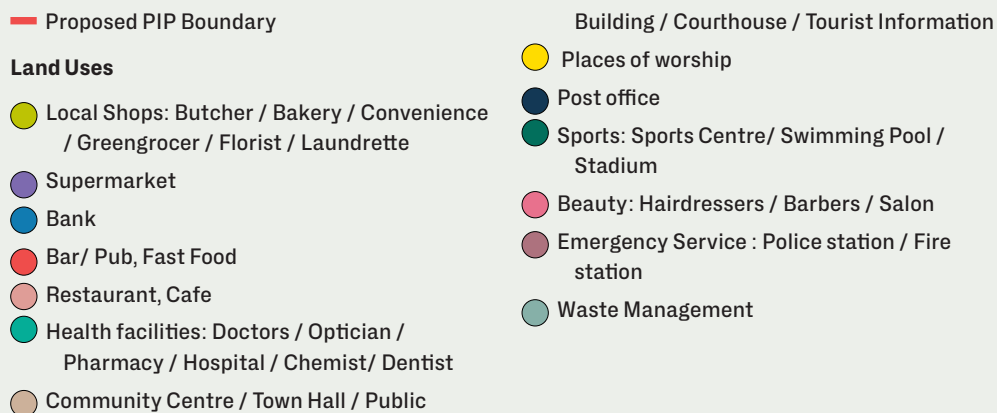 Proposed PIP Boundary
Land Uses
Local Shops: Butcher / Bakery / Convenience
/ Greengrocer / Florist / Laundrette
Supermarket
Bank
Bar/ Pub, Fast Food
Restaurant, Cafe
Health facilities: Doctors / Optician /
Pharmacy / Hospital / Chemist/ Dentist
Community Centre / Town Hall / Public
Building / Courthouse / Tourist Information
Places of worship
Post office
Sports: Sports Centre/ Swimming Pool /
Stadium
Beauty: Hairdressers / Barbers / Salon
Emergency Service : Police station / Fire
station
Waste Management